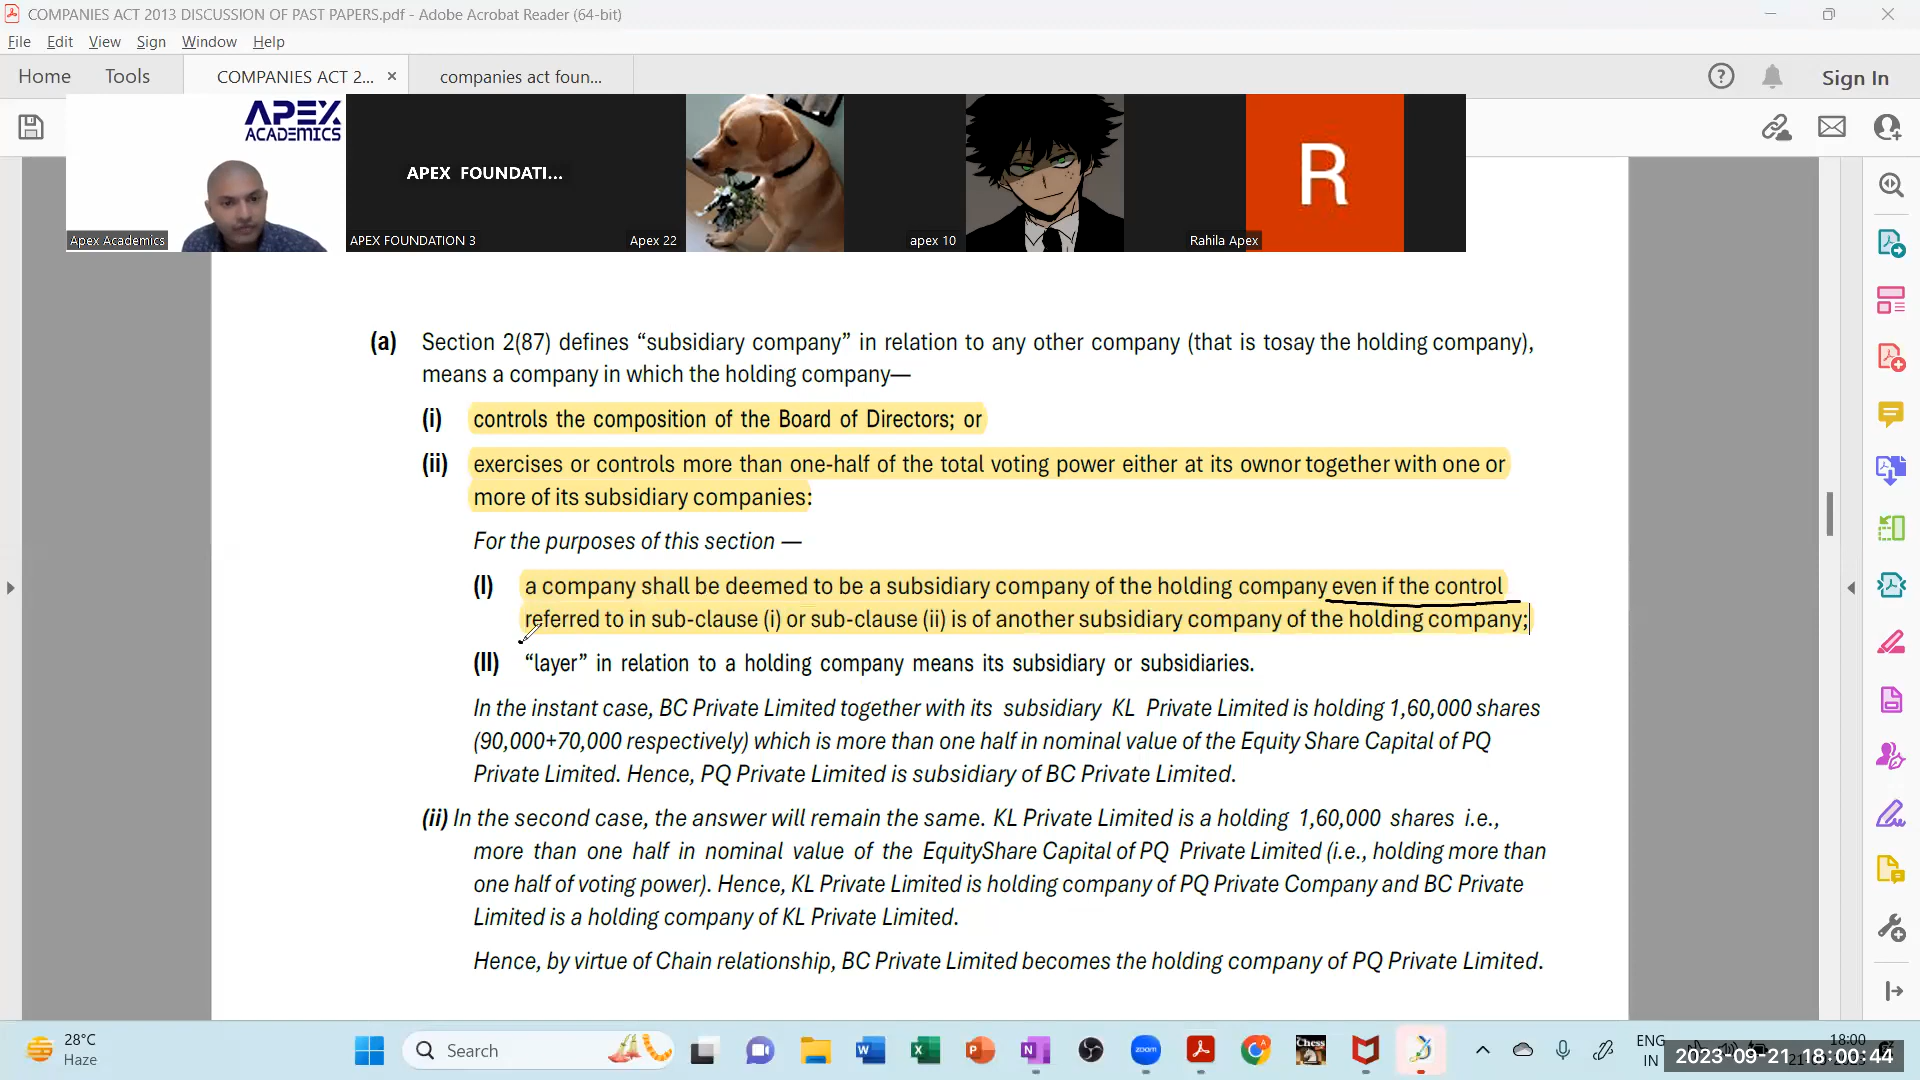 COMPANIES ACT 2013 DISCUSSION OF PAST PAPERS.pdf - Adobe Acrobat Reader (64-bit)
File Edit View Sign Window Help
Home Tools COMPANIES ACT 2... × companies act foun... Sign In
APEX
ACADEMICS
APEX FOUNDATI...
R
Apex Academics
APEX FOUNDATION 3
Apex 22
apex 10
Rahila Apex
(a) Section 2(87) defines “subsidiary company” in relation to any other company (that is tosay the holding company),
means a company in which the holding company—
(i) controls the composition of the Board of Directors; or
(ii) exercises or controls more than one-half of the total voting power either at its ownor together with one or
more of its subsidiary companies:
For the purposes of this section —
(I) a company shall be deemed to be a subsidiary company of the holding company even if the control
referred to in sub-clause (i) or sub-clause (ii) is of another subsidiary company of the holding company;
(II) “layer” in relation to a holding company means its subsidiary or subsidiaries.
In the instant case, BC Private Limited together with its subsidiary KL Private Limited is holding 1,60,000 shares
(90,000+70,000 respectively) which is more than one half in nominal value of the Equity Share Capital of PQ
Private Limited. Hence, PQ Private Limited is subsidiary of BC Private Limited.
(ii) In the second case, the answer will remain the same. KL Private Limited is a holding 1,60,000 shares i.e.,
more than one half in nominal value of the EquityShare Capital of PQ Private Limited (i.e., holding more than
one half of voting power). Hence, KL Private Limited is holding company of PQ Private Company and BC Private
Limited is a holding company of KL Private Limited.
Hence, by virtue of Chain relationship, BC Private Limited becomes the holding company of PQ Private Limited.
28°C
Haze
Search
zoom
Chess
ENG
IN
18:00
2023-09-21 18:00:44